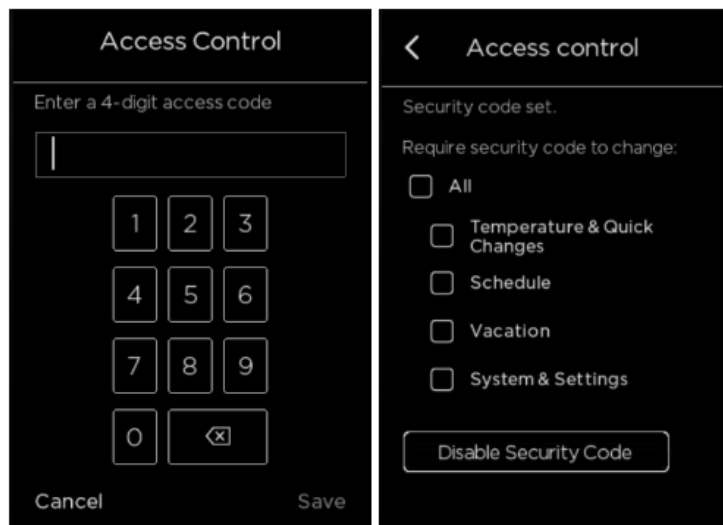 Access Control
Enter a 4-digit access code
1 2 3
4 5 6
7 8 9
0
Cancel Save
Access control
Security code set.
Require security code to change:
All
Temperature & Quick
Changes
Schedule
Vacation
System & Settings
Disable Security Code